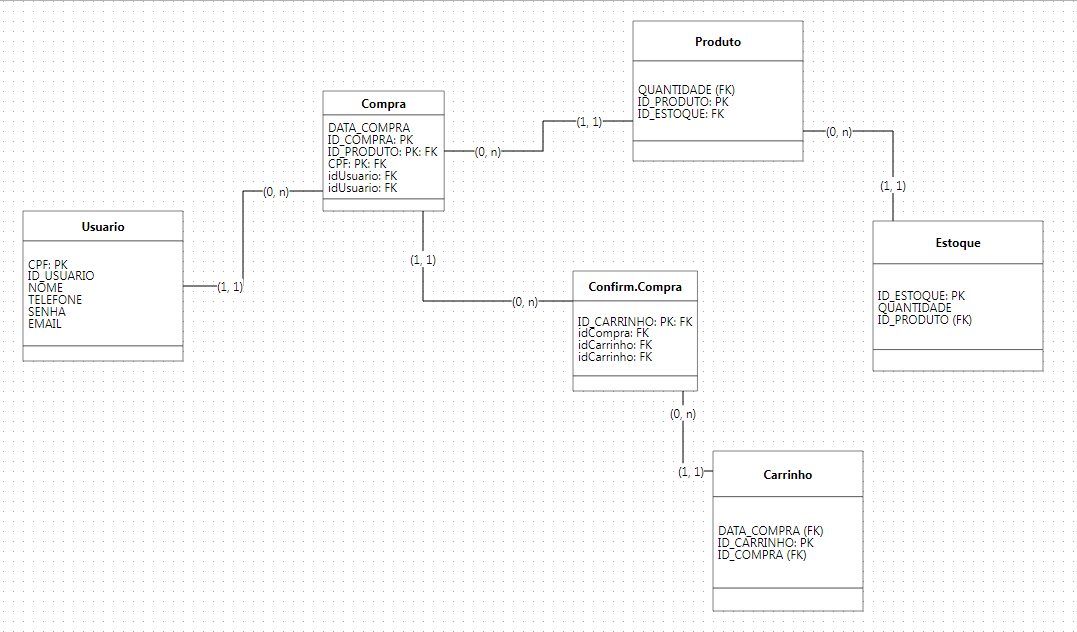 Produto
QUANTIDADE (FK)
ID_PRODUTO: PK
ID_ESTOQUE: FK
Compra
DATA_COMPRA
ID_COMPRA: PK
ID_PRODUTO: PK: FK
CPF: PK: FK
idUsuario: FK
idUsuario: FK
(1, 1)
(0, n)
(0, n)
(1, 1)
(0, n)
Usuario
CPF: PK
ID_USUARIO
NOME
TELEFONE
SENHA
EMAIL
(1, 1)
(1, 1)
(0, n)
Estoque
ID_ESTOQUE: PK
QUANTIDADE
ID_PRODUTO (FK)
Confirm.Compra
ID_CARRINHO: PK: FK
idCompra: FK
idCarrinho: FK
idCarrinho: FK
(0, n)
(1, 1)
Carrinho
DATA_COMPRA (FK)
ID_CARRINHO: PK
ID_COMPRA (FK)